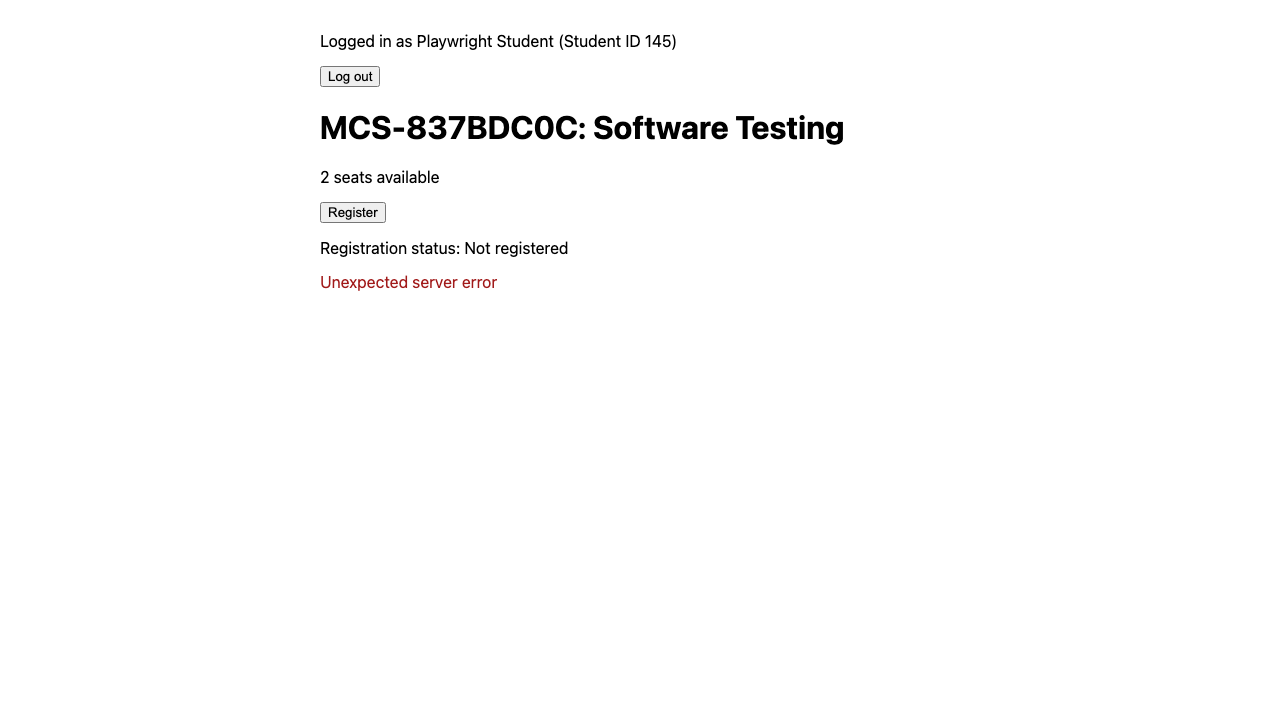 Logged in as Playwright Student (Student ID 145)
Log out
MCS-837BDC0C: Software Testing
2 seats available
Register
Registration status: Not registered
Unexpected server error